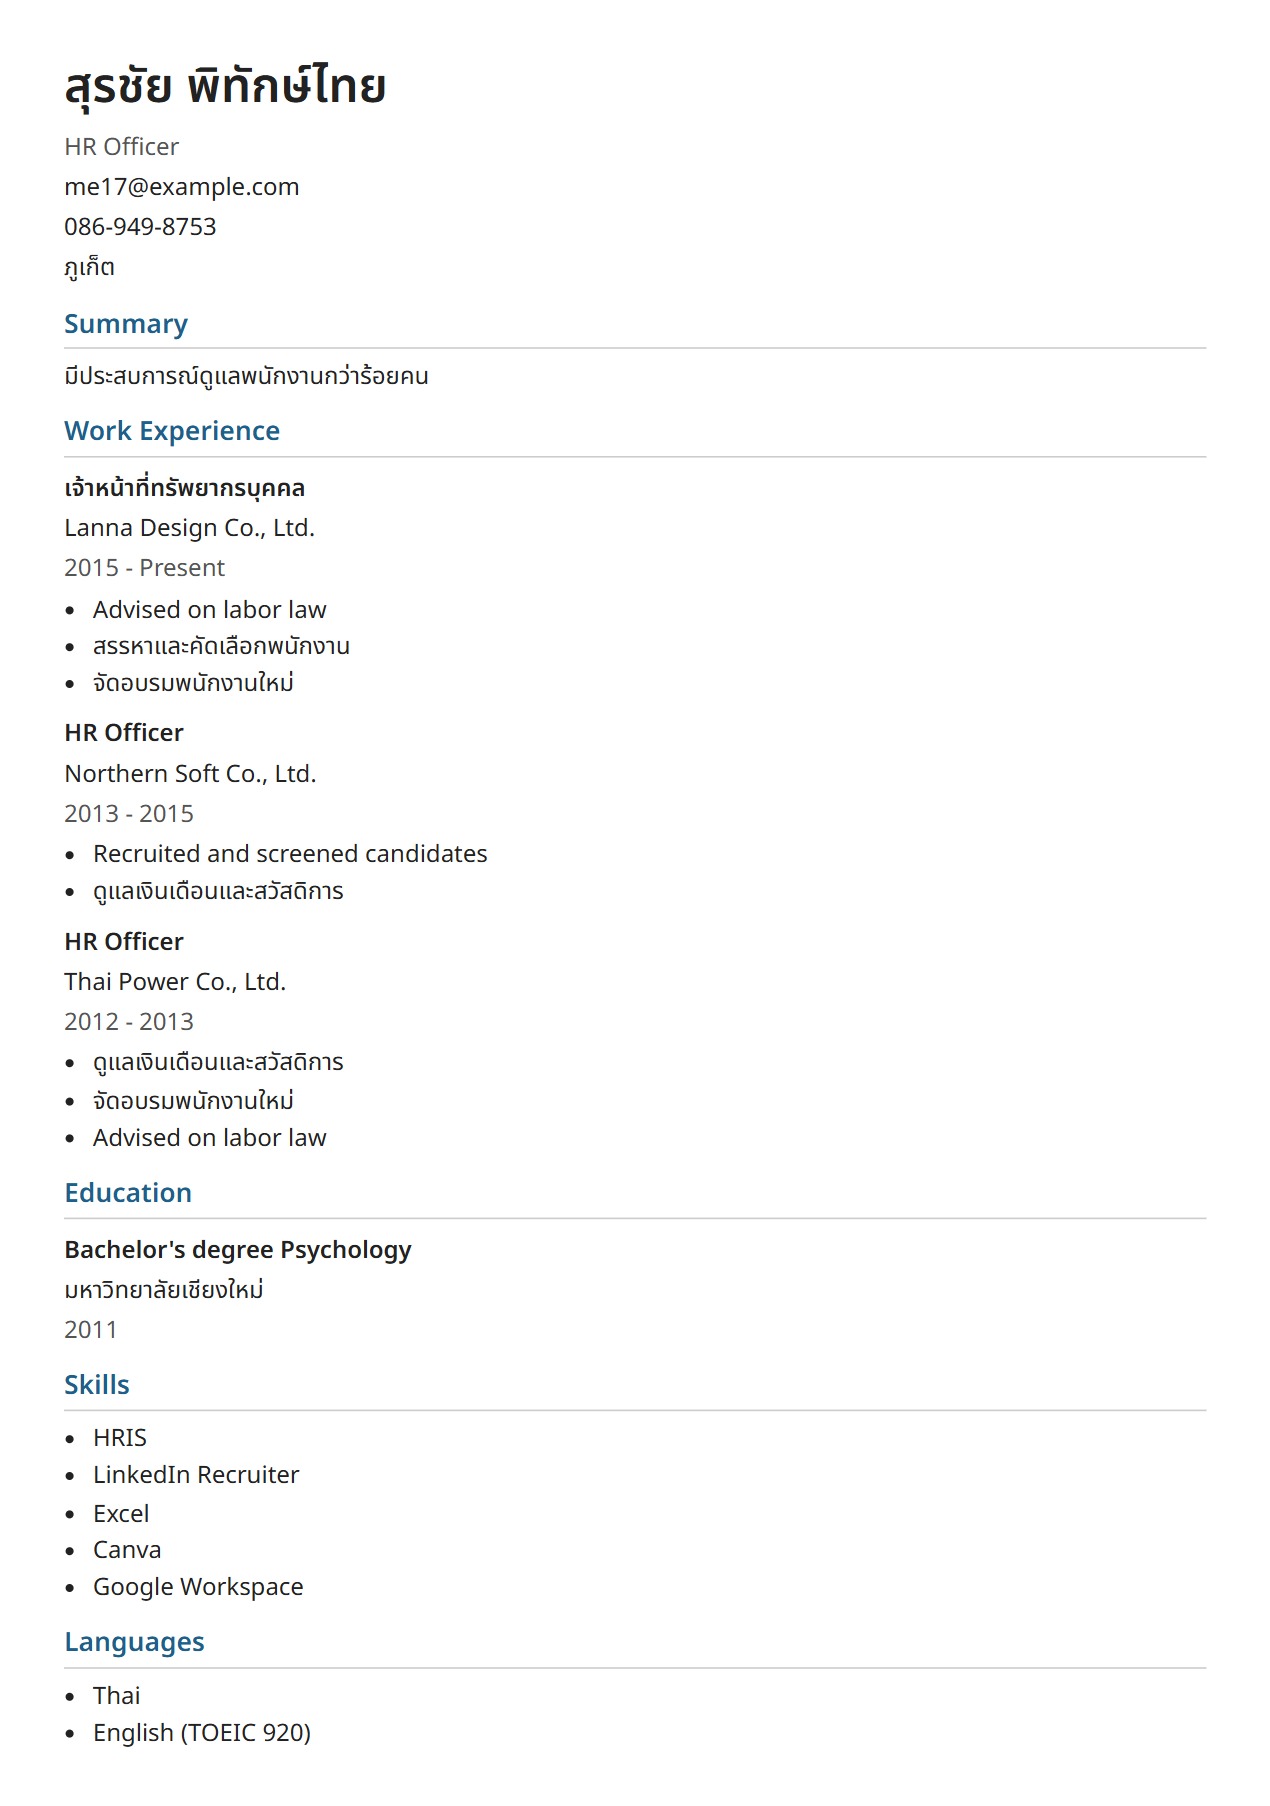 สุรชัย พิทักษ์ไทย
HR Officer
me17@example.com
086-949-8753
ภูเก็ต
Summary
มีประสบการณ์ดูแลพนักงานกว่าร้อยคน
Work Experience
เจ้าหน้าที่ทรัพยากรบุคคล
Lanna Design Co., Ltd.
2015 - Present
• Advised on labor law
• สรรหาและคัดเลือกพนักงาน
• จัดอบรมพนักงานใหม่
HR Officer
Northern Soft Co., Ltd.
2013 - 2015
• Recruited and screened candidates
• ดูแลเงินเดือนและสวัสดิการ
HR Officer
Thai Power Co., Ltd.
2012 - 2013
• ดูแลเงินเดือนและสวัสดิการ
• จัดอบรมพนักงานใหม่
• Advised on labor law
Education
Bachelor's degree Psychology
มหาวิทยาลัยเชียงใหม่
2011
Skills
• HRIS
• LinkedIn Recruiter
• Excel
• Canva
• Google Workspace
Languages
• Thai
• English (TOEIC 920)